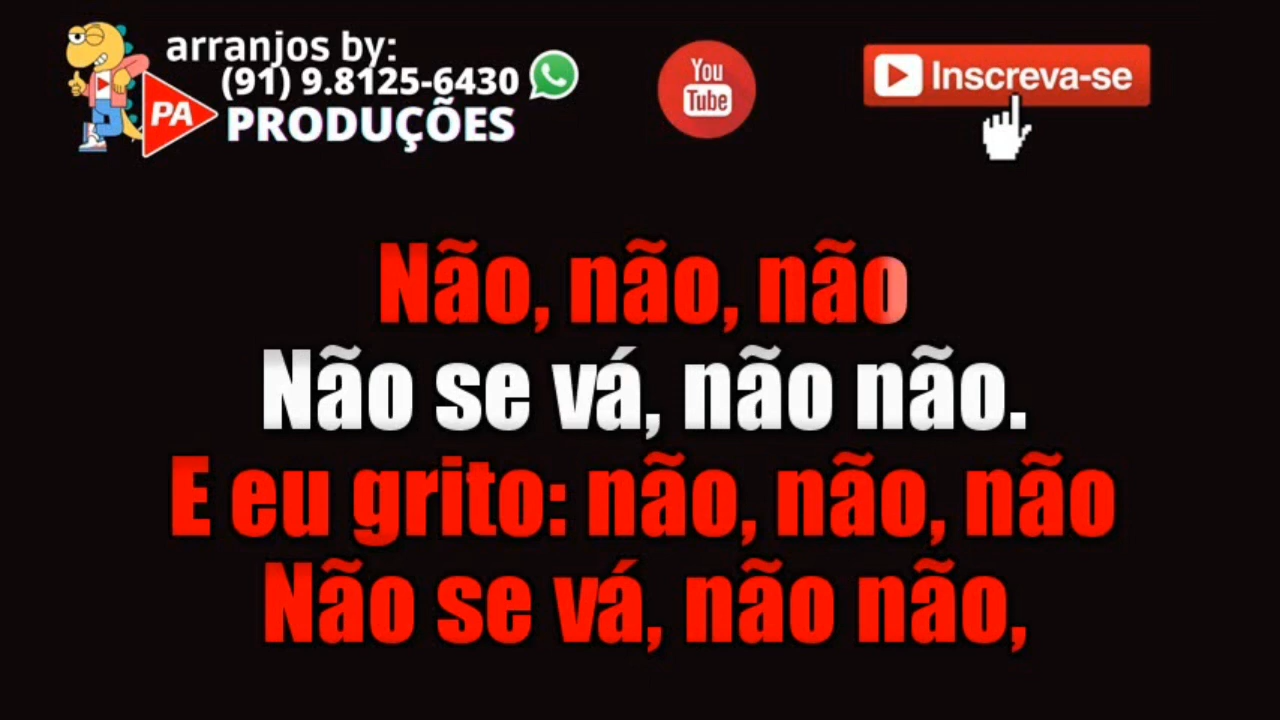 arranjos by:
(91) 9.8125-6430
PA
PRODUÇÕES
You
Tube
Inscreva-se
Não, não, não
Não se vá, não não.
E eu grito: não, não, não
Não se vá, não não,